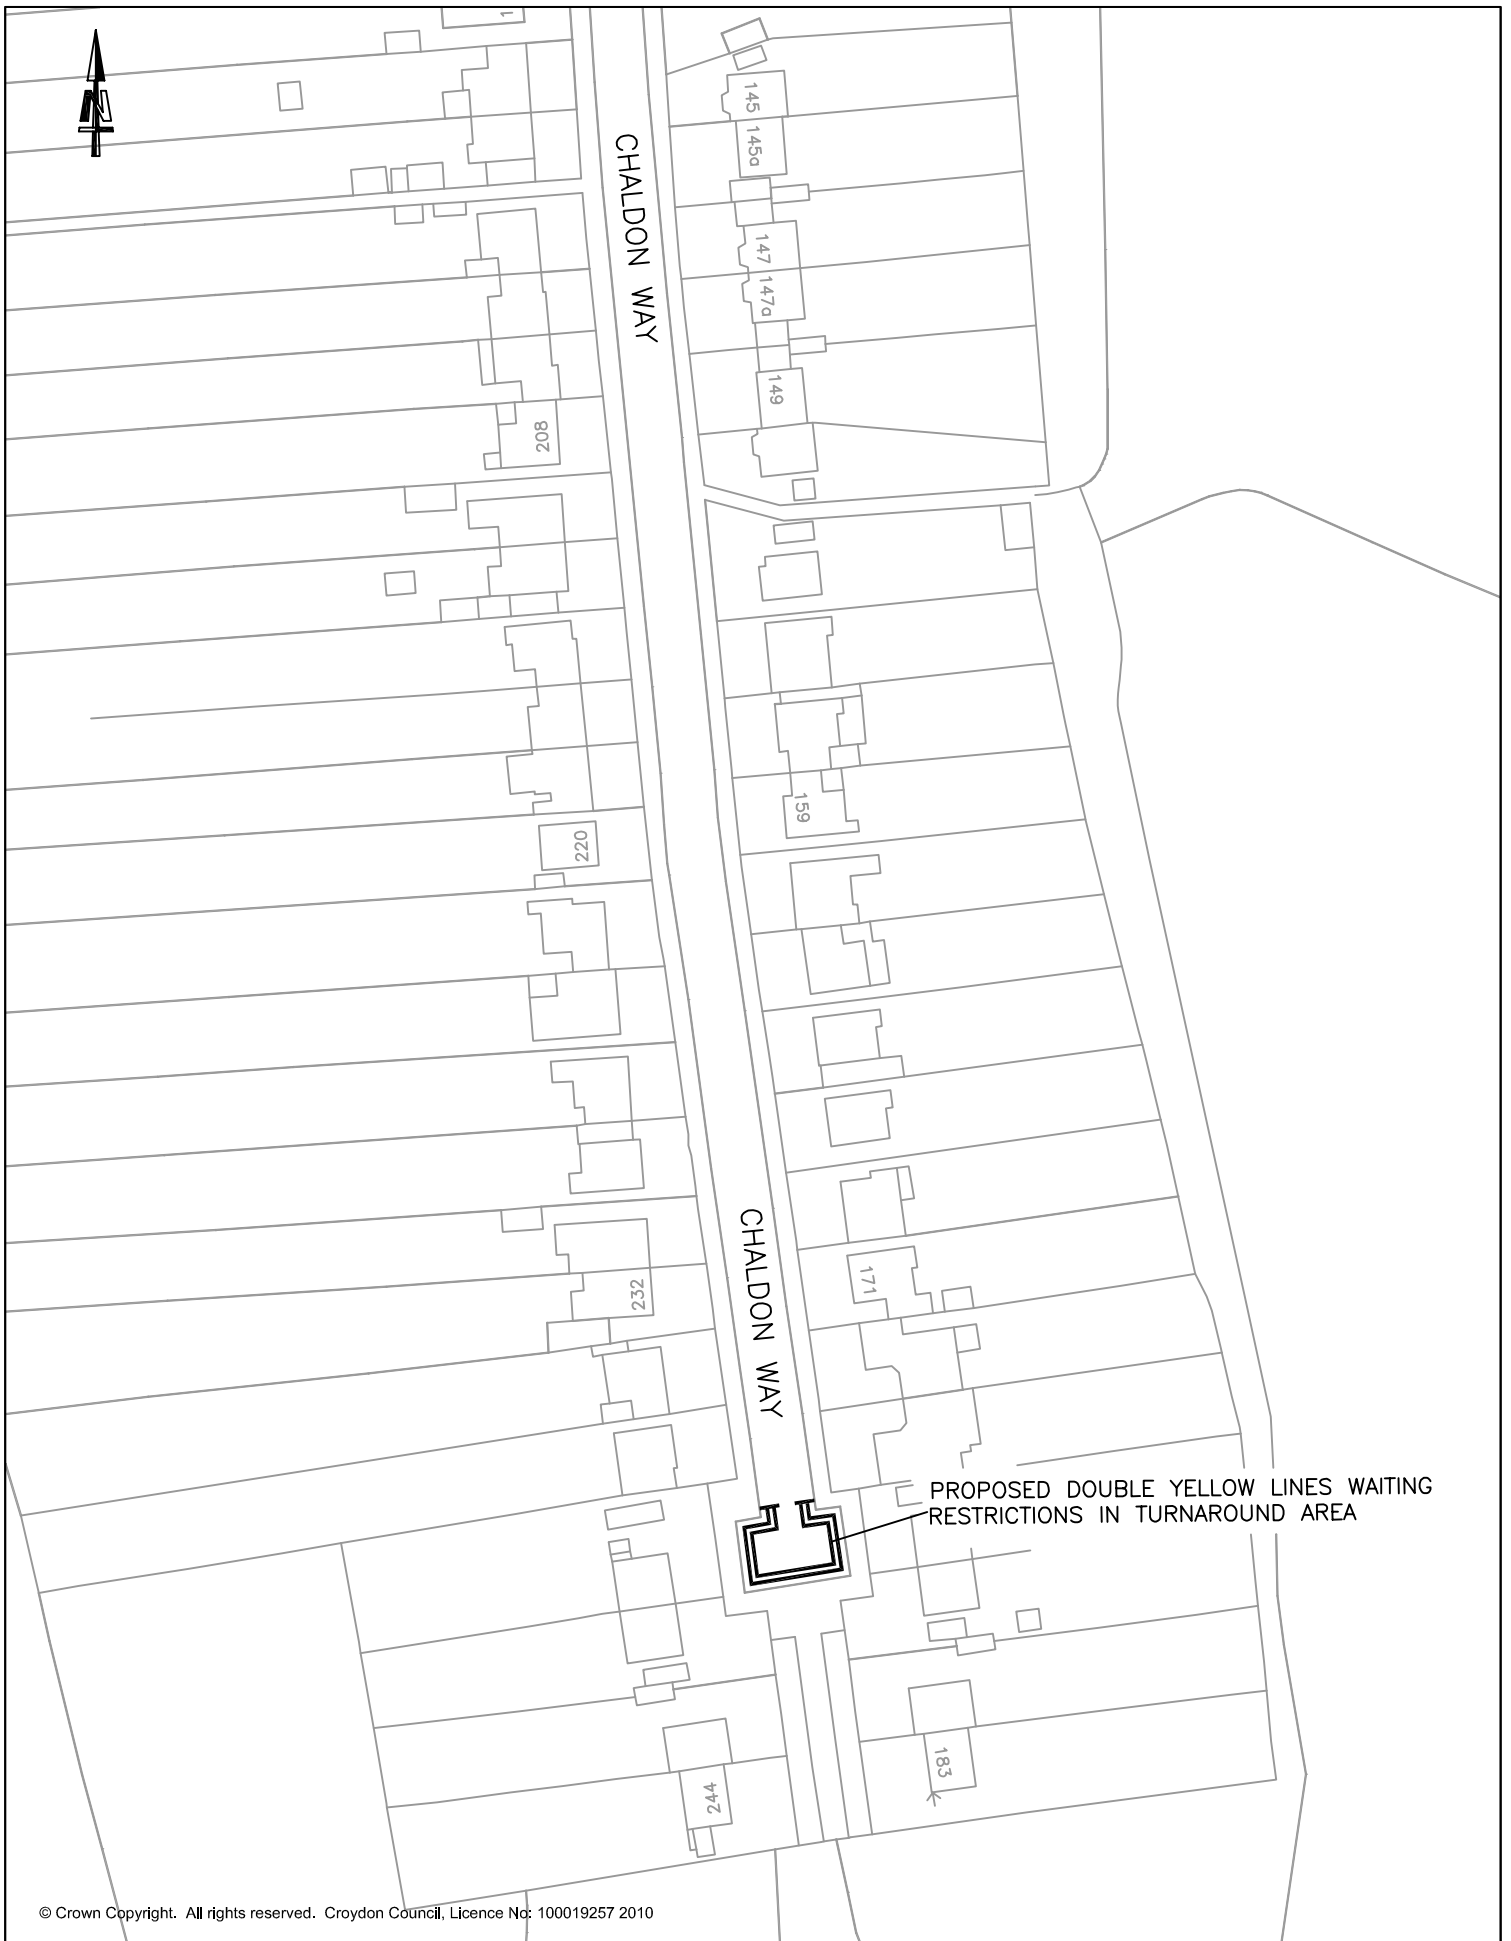 N
145
145a
CHALDON WAY
147
147a
149
208
159
220
CHALDON WAY
171
232
PROPOSED DOUBLE YELLOW LINES WAITING
RESTRICTIONS IN TURNAROUND AREA
183
244
© Crown Copyright. All rights reserved. Croydon Council, Licence No: 100019257 2010